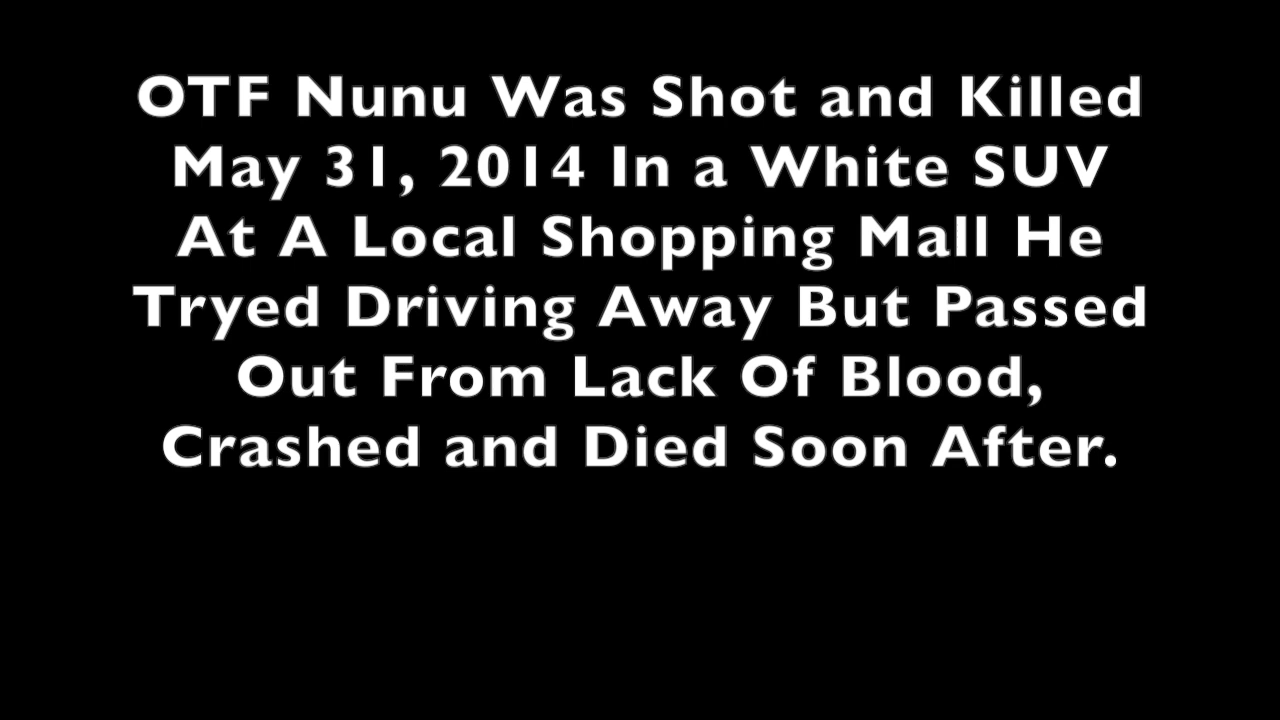 OTF Nunu Was Shot and Killed
May 31, 2014 In a White SUV
At A Local Shopping Mall He
Tryed Driving Away But Passed
Out From Lack Of Blood,
Crashed and Died Soon After.